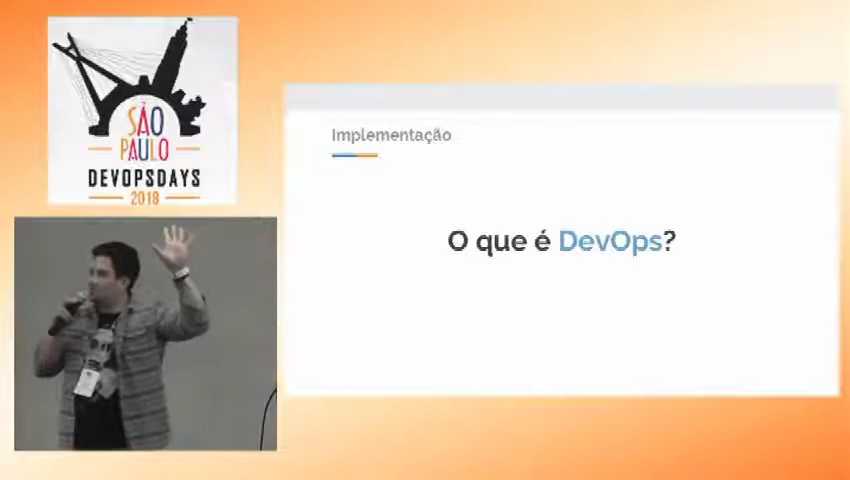 SÃO
PAULO
DEVOPSDAYS
2018
Implementação
O que é DevOps?